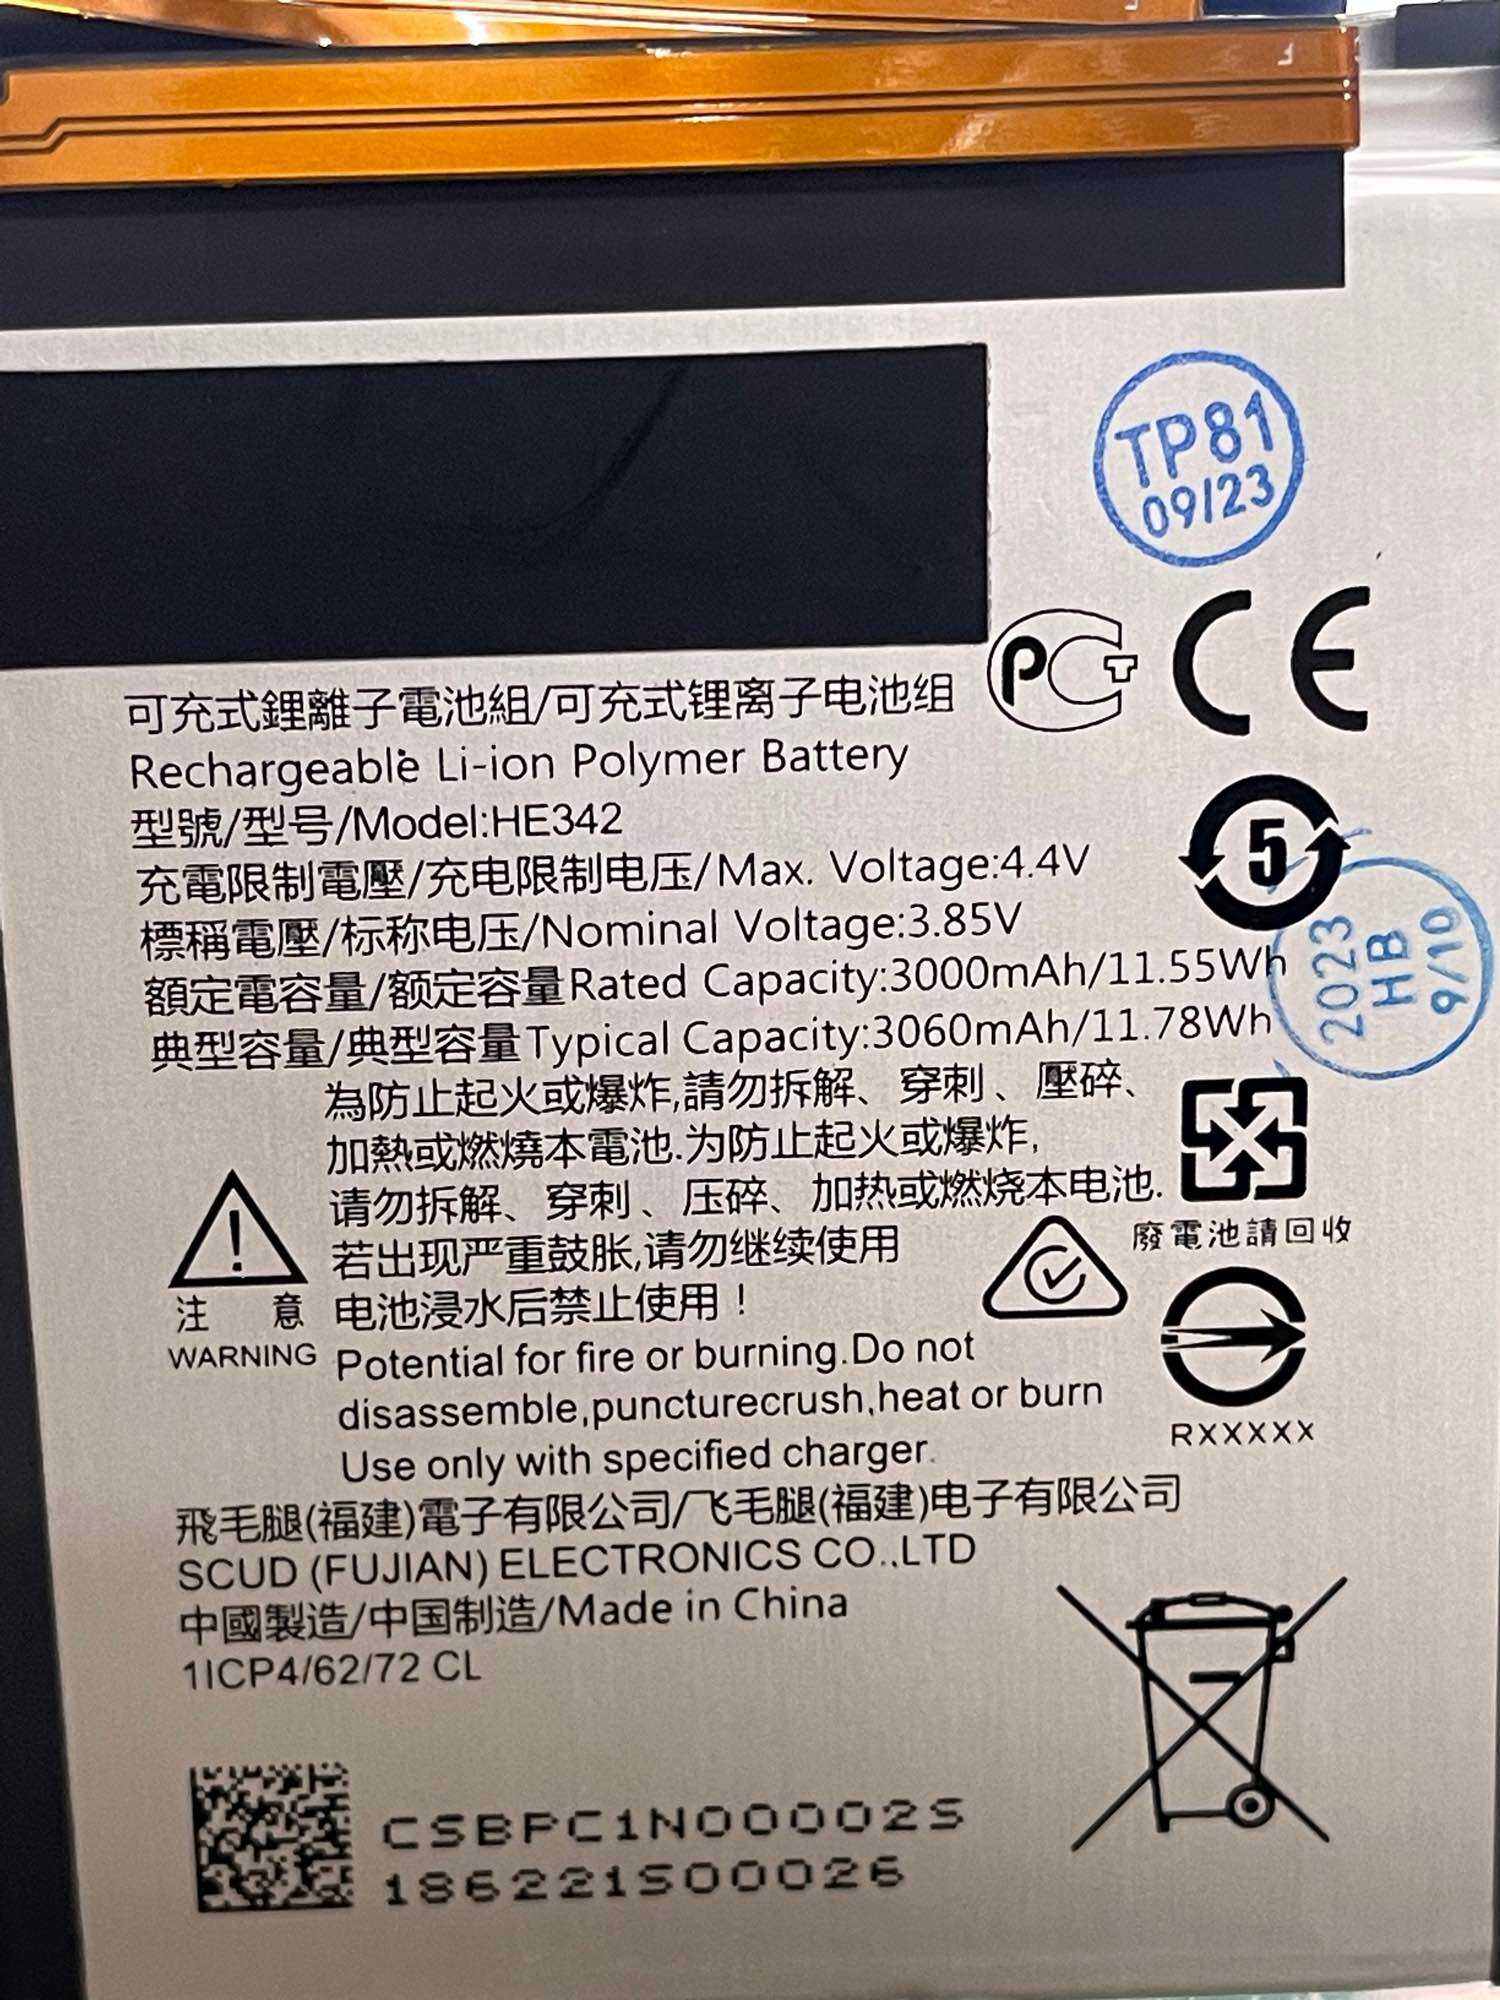 TP81
09/23
PCT CE
可充式鋰離子電池組/可充式锂离子电池组
Rechargeable Li-ion Polymer Battery
型號/型号/Model:HE342
充電限制電壓/充电限制电压/Max. Voltage:4.4V
5
標稱電壓/标称电压/Nominal Voltage:3.85V
額定電容量/额定容量Rated Capacity:3000mAh/11.55Wh
典型容量/典型容量Typical Capacity:3060mAh/11.78Wh
2023
HB
9/10
為防止起火或爆炸,請勿拆解、穿刺、壓碎、
加熱或燃燒本電池.为防止起火或爆炸,
请勿拆解、穿刺、压碎、加热或燃烧本电池.
若出现严重鼓胀,请勿继续使用
电池浸水后禁止使用!
廢電池請回收
注 意
WARNING
Potential for fire or burning.Do not
disassemble,puncturecrush,heat or burn
Use only with specified charger.
RXXXXX
飛毛腿(福建)電子有限公司/飞毛腿(福建)电子有限公司
SCUD (FUJIAN) ELECTRONICS CO.,LTD
中國製造/中国制造/Made in China
1ICP4/62/72 CL
CSBPC1N00002S
186221S00026